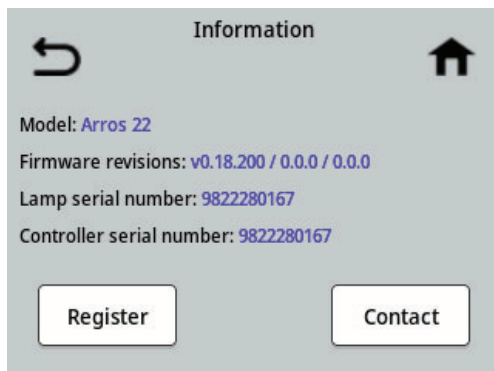 Information
Model: Arros 22
Firmware revisions: v0.18.200 / 0.0.0 / 0.0.0
Lamp serial number: 9822280167
Controller serial number: 9822280167
Register
Contact